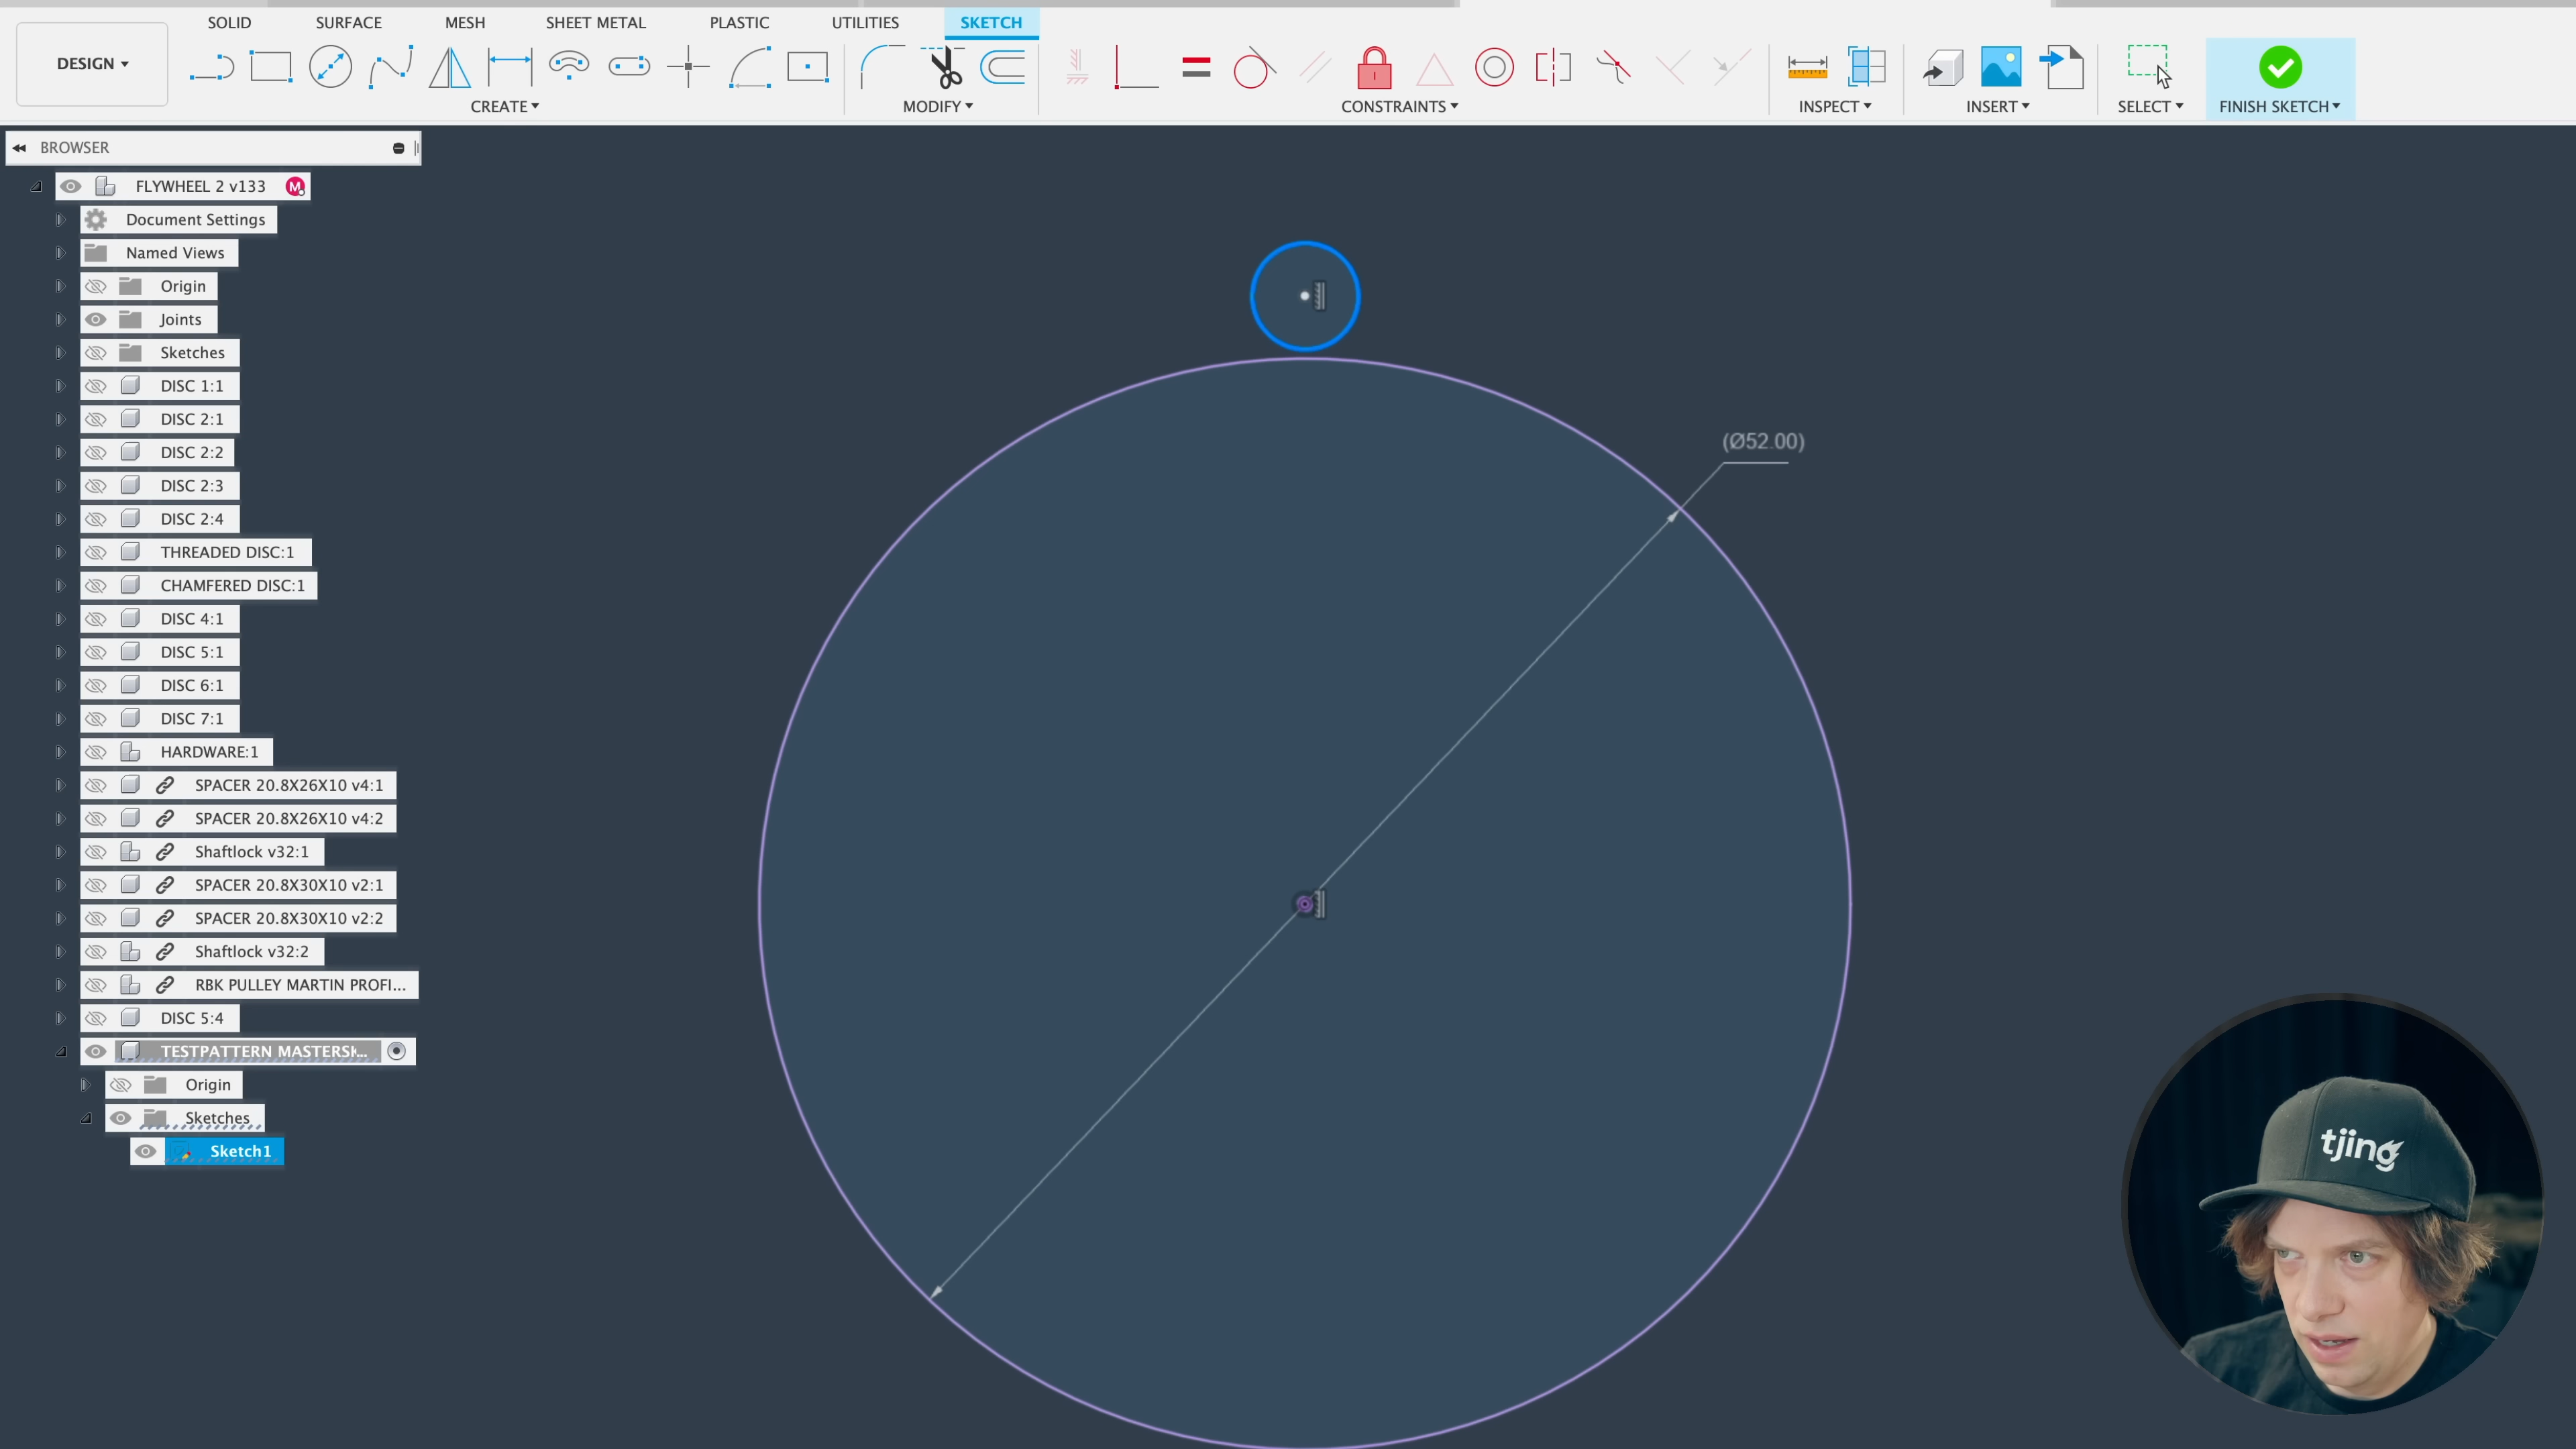 SOLID SURFACE MESH SHEET METAL PLASTIC UTILITIES SKETCH
DESIGN
CREATE MODIFY CONSTRAINTS INSPECT INSERT SELECT FINISH SKETCH
BROWSER
FLYWHEEL 2 v133 M
Document Settings
Named Views
Origin
Joints
Sketches
DISC 1:1
DISC 2:1
DISC 2:2
DISC 2:3
DISC 2:4
THREADED DISC:1
CHAMFERED DISC:1
DISC 4:1
DISC 5:1
DISC 6:1
DISC 7:1
HARDWARE:1
SPACER 20.8X26X10 v4:1
SPACER 20.8X26X10 v4:2
Shaftlock v32:1
SPACER 20.8X30X10 v2:1
SPACER 20.8X30X10 v2:2
Shaftlock v32:2
RBK PULLEY MARTIN PROFI...
DISC 5:4
TESTPATTERN MASTERSK...
Origin
Sketches
Sketch1
(Ø52.00)
tjing